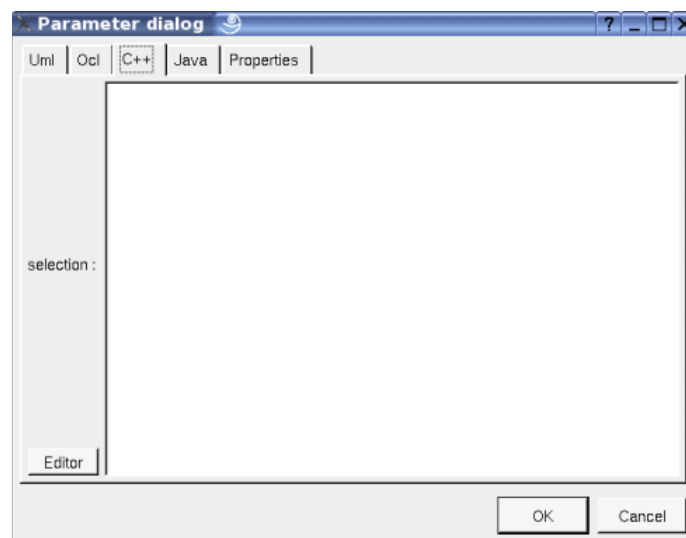 Parameter dialog
Uml Ocl C++ Java Properties
selection :
Editor
OK Cancel